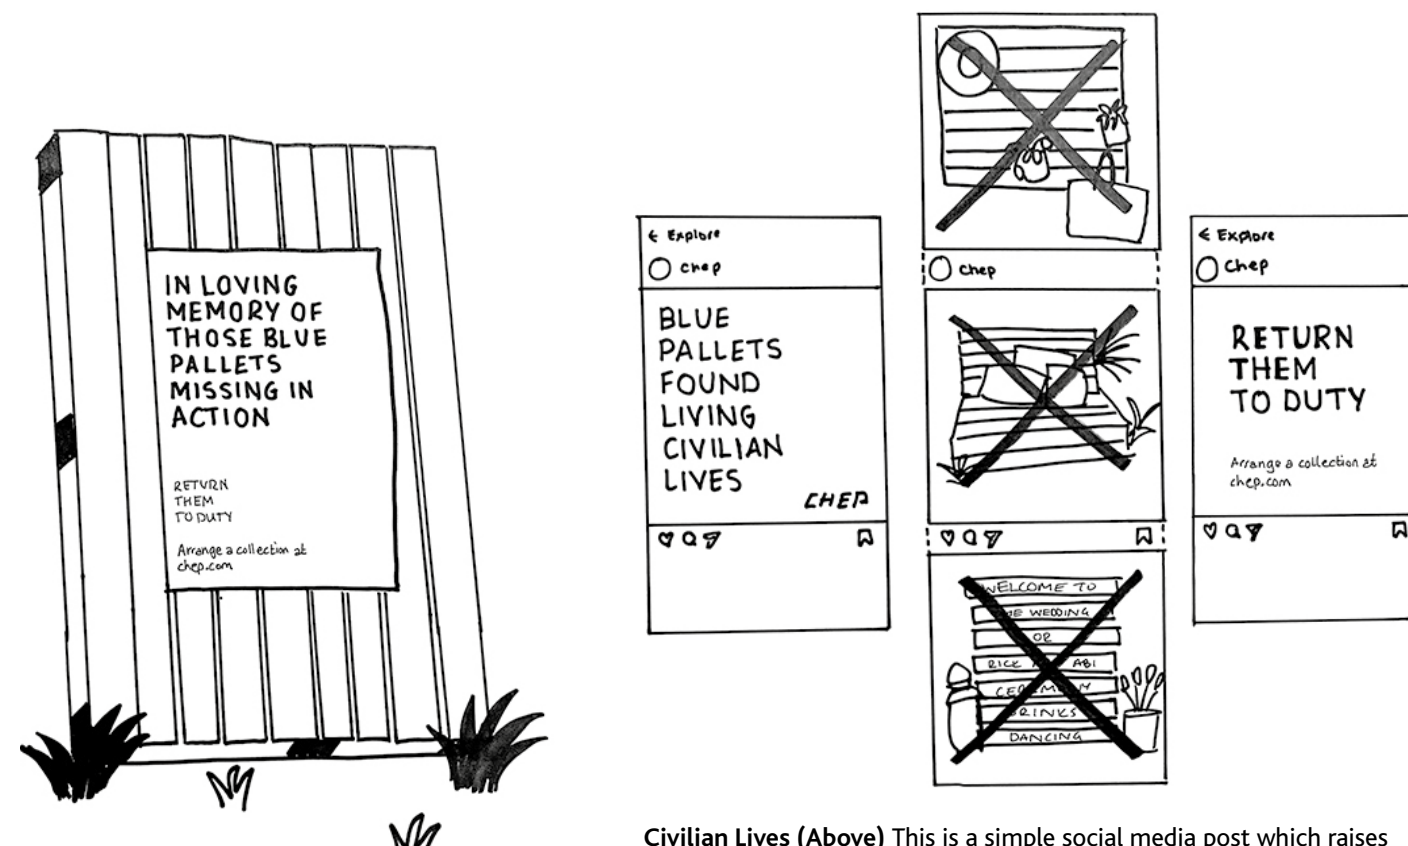 IN LOVING
MEMORY OF
THOSE BLUE
PALLETS
MISSING IN
ACTION
RETURN
THEM
TO DUTY
Arrange a collection at
chep.com
← Explore
Chep
BLUE
PALLETS
FOUND
LIVING
CIVILIAN
LIVES
CHEP
Chep
WELCOME TO
WEDDING
OR
RICK ABI
CEREMONY
DRINKS
DANCING
← Explore
Chep
RETURN
THEM
TO DUTY
Arrange a collection at
chep.com
Civilian Lives (Above) This is a simple social media post which raises